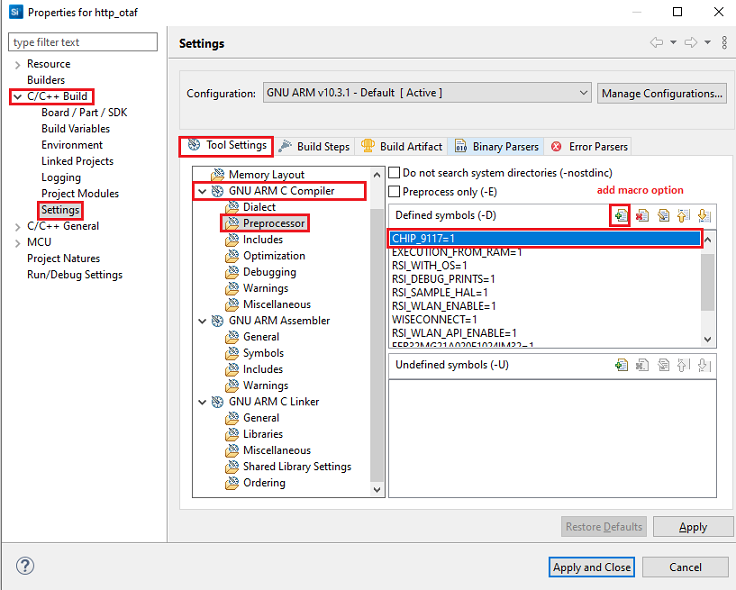 Si Properties for http_otaf
type filter text
Settings
Resource
Builders
C/C++ Build
Board / Part / SDK
Build Variables
Environment
Linked Projects
Logging
Project Modules
Settings
C/C++ General
MCU
Project Natures
Run/Debug Settings
Configuration: GNU ARM v10.3.1 - Default [ Active ] Manage Configurations...
Tool Settings Build Steps Build Artifact Binary Parsers Error Parsers
Memory Layout
GNU ARM C Compiler
Dialect
Preprocessor
Includes
Optimization
Debugging
Warnings
Miscellaneous
GNU ARM Assembler
General
Symbols
Includes
Warnings
GNU ARM C Linker
General
Libraries
Miscellaneous
Shared Library Settings
Ordering
Do not search system directories (-nostdinc)
Preprocess only (-E)
add macro option
Defined symbols (-D)
CHIP_9117=1
EXECUTION_FROM_RAM=1
RSI_WITH_OS=1
RSI_DEBUG_PRINTS=1
RSI_SAMPLE_HAL=1
RSI_WLAN_ENABLE=1
WISECONNECT=1
RSI_WLAN_API_ENABLE=1
EFR32MG21A020F1024IM32=1
Undefined symbols (-U)
Restore Defaults Apply
? Apply and Close Cancel